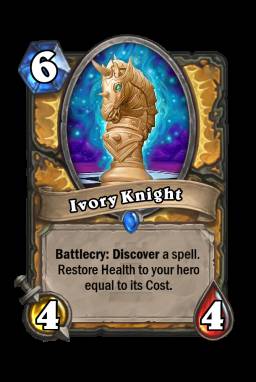 6
Ivory Knight
Battlecry: Discover a spell.
Restore Health to your hero
equal to its Cost.
4 4